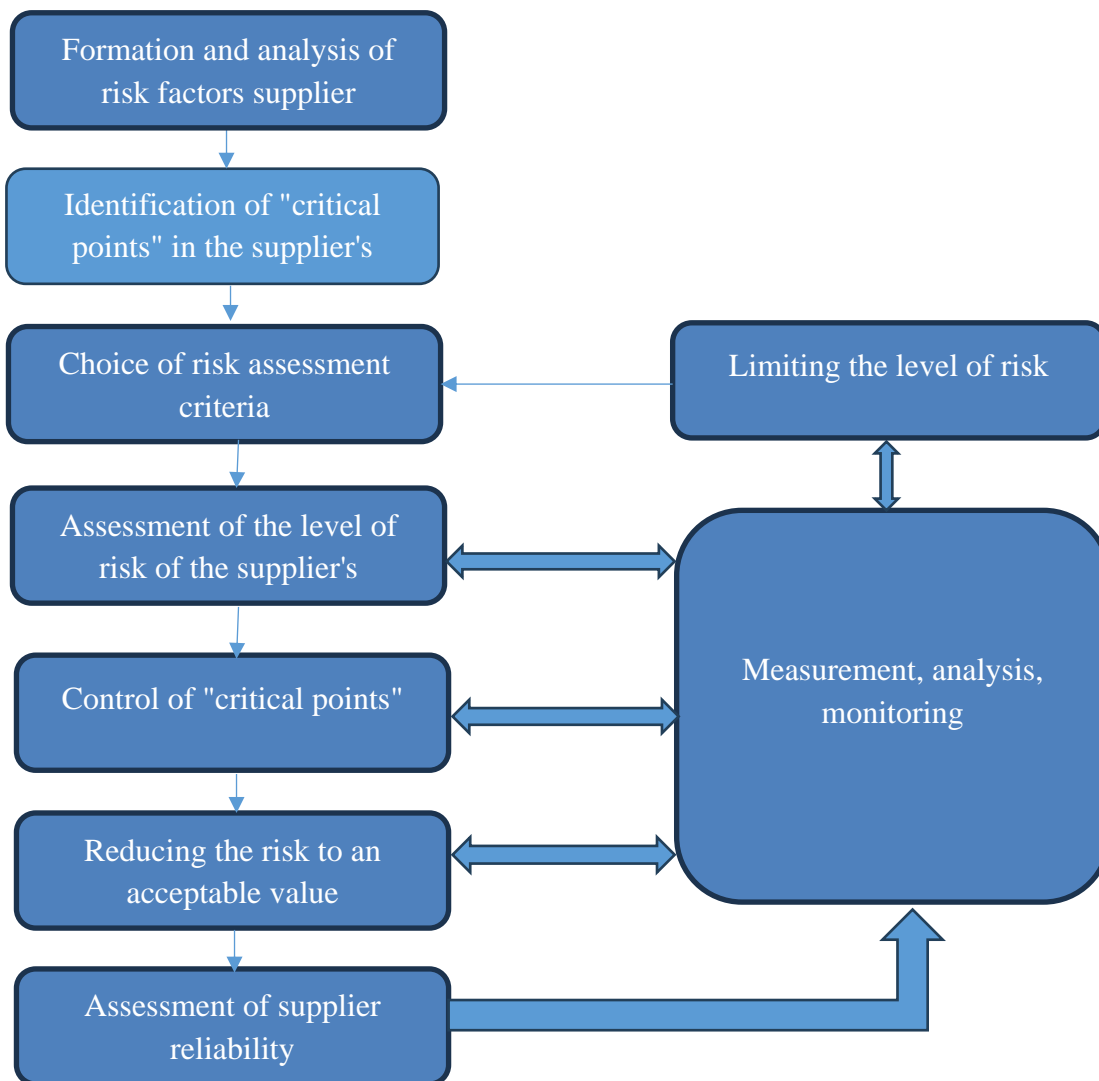 Formation and analysis of
risk factors supplier
Identification of "critical
points" in the supplier's
Choice of risk assessment
criteria
Limiting the level of risk
Assessment of the level of
risk of the supplier's
Measurement, analysis,
monitoring
Control of "critical points"
Reducing the risk to an
acceptable value
Assessment of supplier
reliability